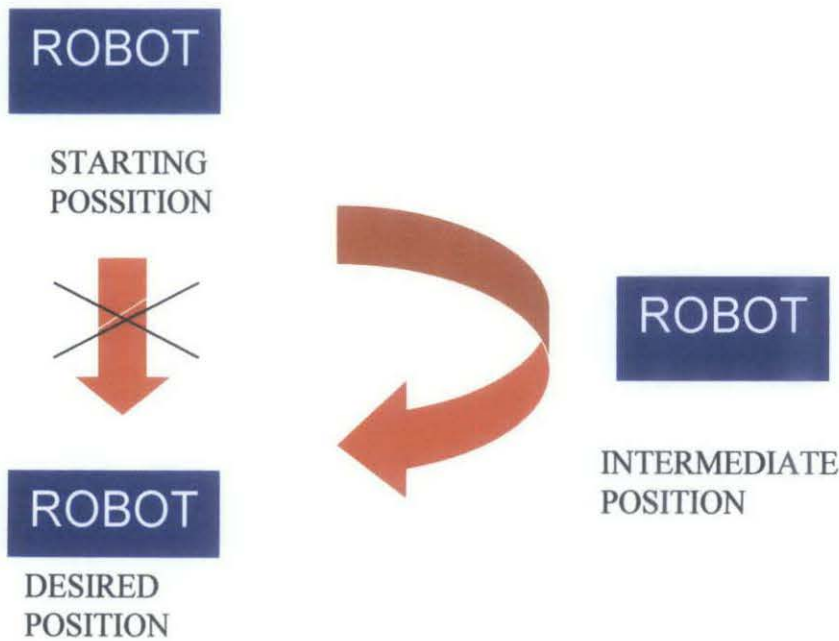 ROBOT
STARTING
POSSITION
ROBOT
INTERMEDIATE
POSITION
ROBOT
DESIRED
POSITION